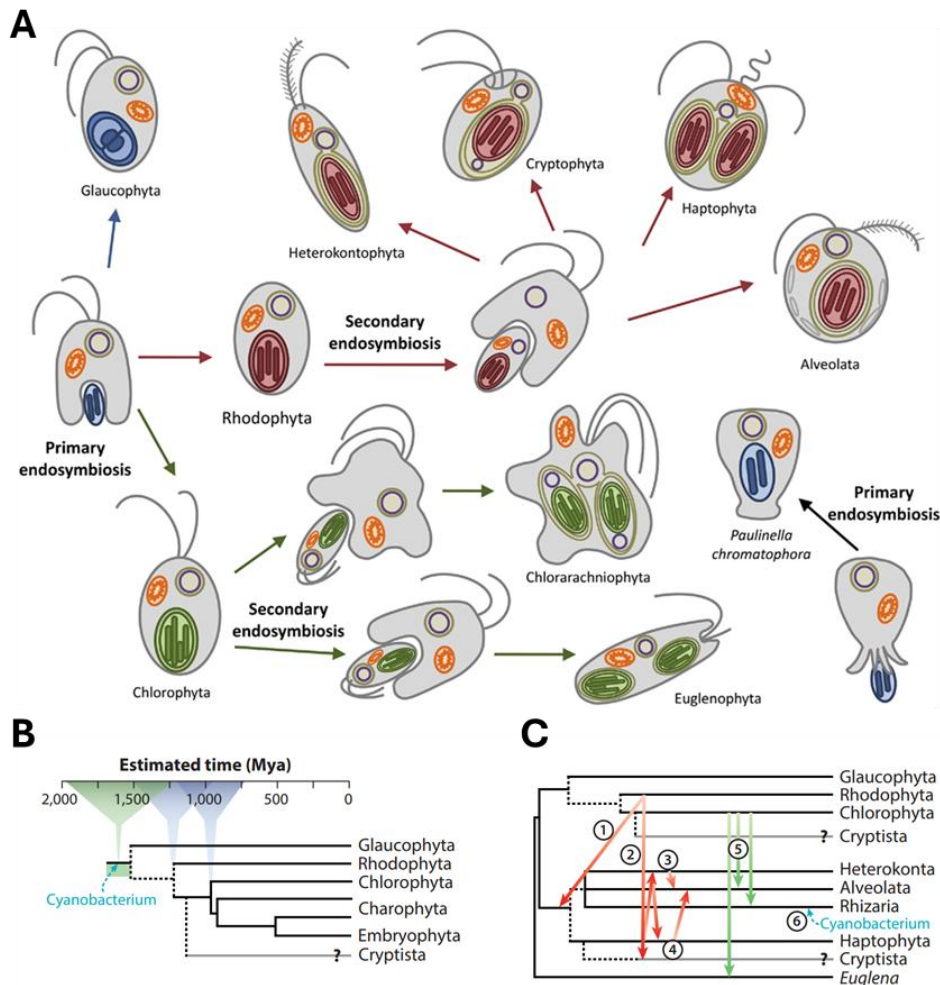 A
Glaucophyta
Heterokontophyta
Cryptophyta
Haptophyta
Alveolata
Rhodophyta
Secondary
endosymbiosis
Primary
endosymbiosis
Chlorophyta
Secondary
endosymbiosis
Chlorarachniophyta
Euglenophyta
Paulinella
chromatophora
Primary
endosymbiosis
B
Estimated time (Mya)
2,000 1,500 1,000 500 0
Glaucophyta
Rhodophyta
Chlorophyta
Charophyta
Embryophyta
? Cryptista
Cyanobacterium
C
Glaucophyta
Rhodophyta
Chlorophyta
? Cryptista
Heterokonta
Alveolata
Rhizaria
Cyanobacterium
Haptophyta
? Cryptista
Euglena
1
2
3
4
5
6